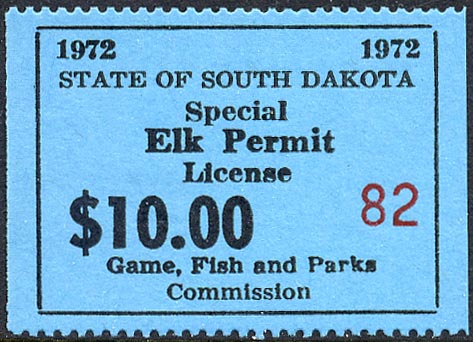 1972 1972
STATE OF SOUTH DAKOTA
Special
Elk Permit
License
$10.00 82
Game, Fish and Parks
Commission